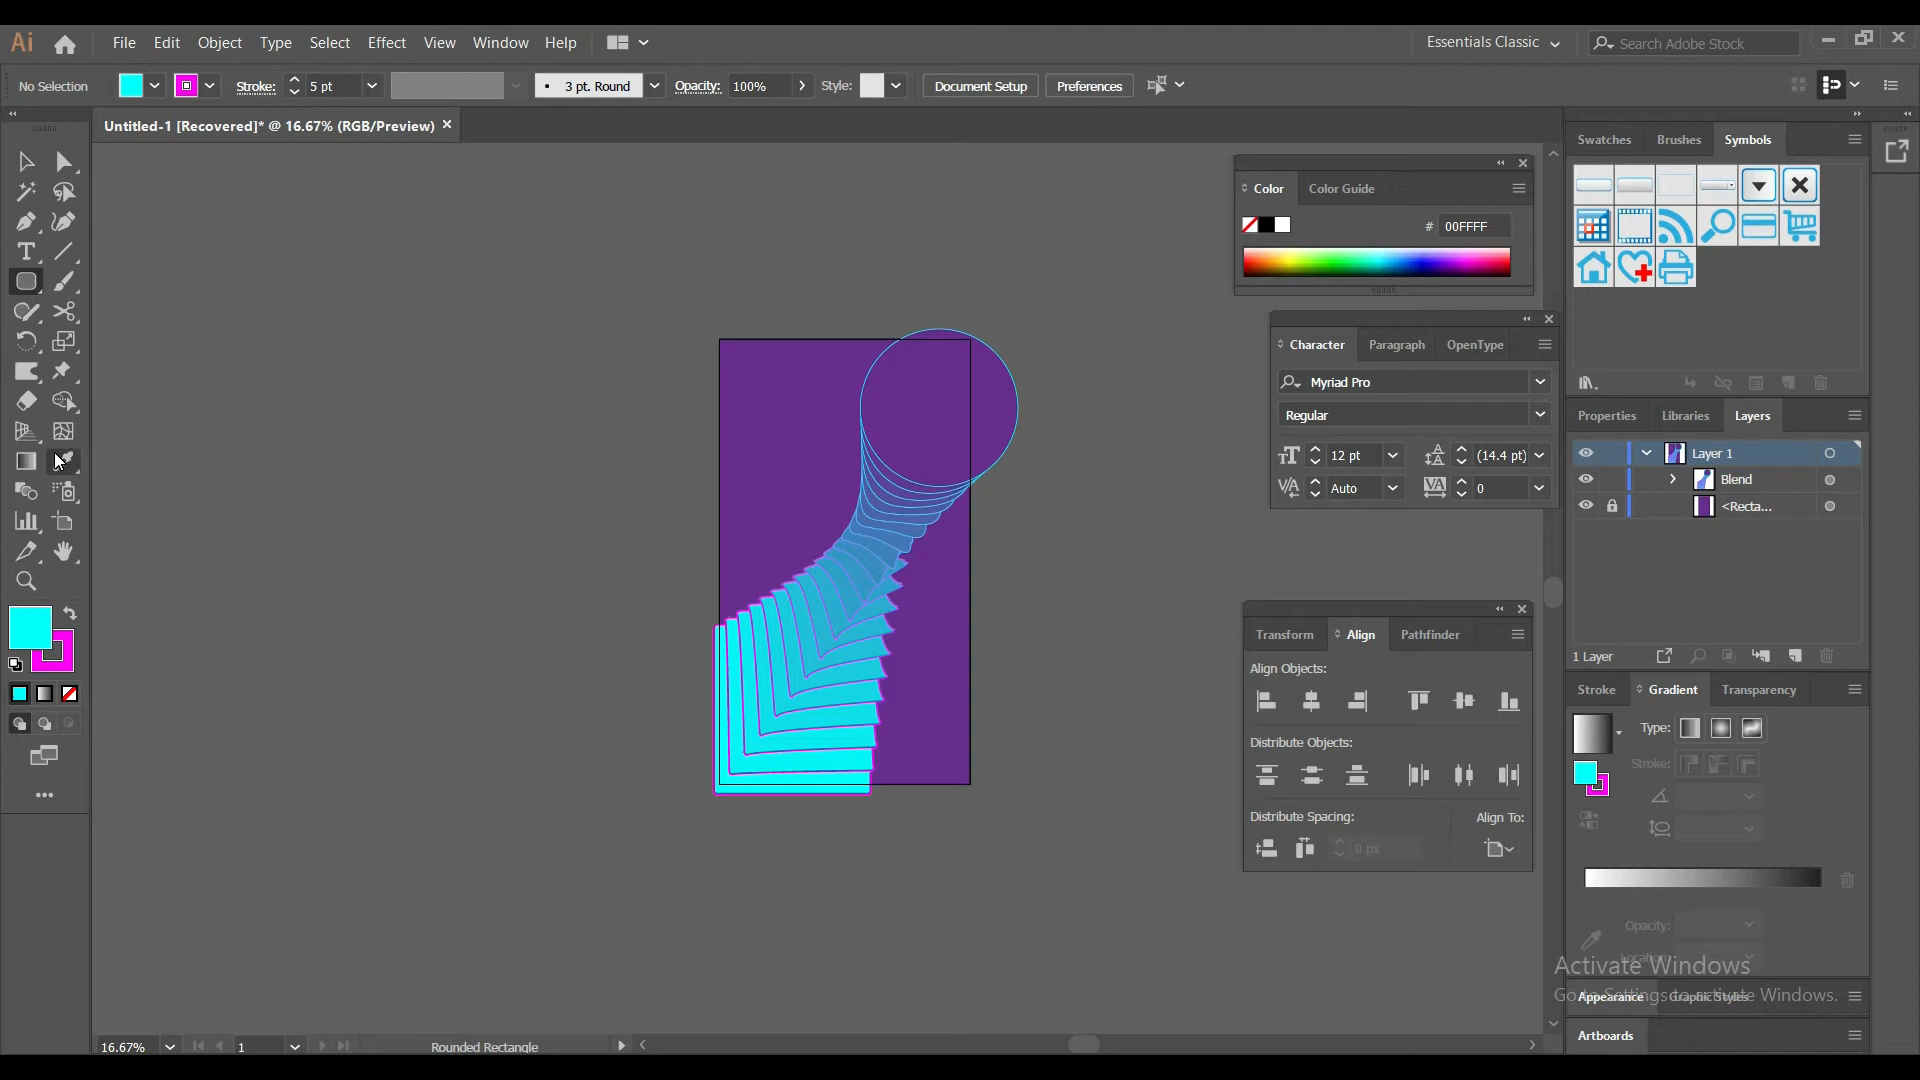 Ai File Edit Object Type Select Effect View Window Help Essentials Classic Search Adobe Stock
No Selection Stroke: 5 pt 3 pt. Round Opacity: 100% Style: Document Setup Preferences
Untitled-1 [Recovered]* @ 16.67% (RGB/Preview)
Swatches Brushes Symbols
Color Color Guide
# 00FFFF
Character Paragraph OpenType
Myriad Pro
Regular
12 pt (14.4 pt)
Auto 0
Properties Libraries Layers
Layer 1
Blend
<Recta...
1 Layer
Transform Align Pathfinder
Align Objects:
Distribute Objects:
Distribute Spacing: Align To:
0 px
Stroke Gradient Transparency
Type:
Stroke:
Opacity:
Location:
Activate Windows
Go to Settings to activate Windows.
Appearance Graphic Styles
Artboards
16.67% 1 Rounded Rectangle